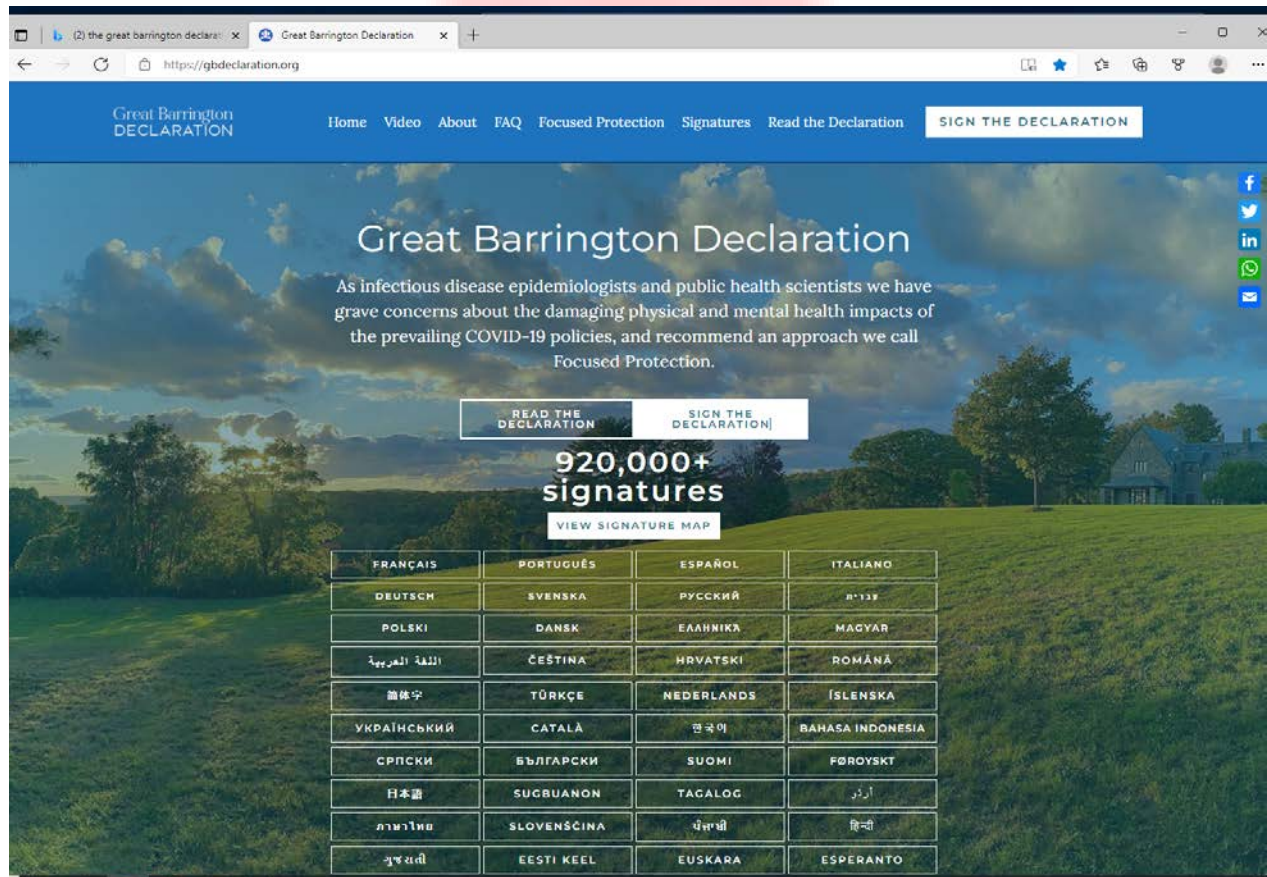 (2) the great barrington declarat
Great Barrington Declaration
https://gbdeclaration.org
Great Barrington
DECLARATION
Home Video About FAQ Focused Protection Signatures Read the Declaration SIGN THE DECLARATION
Great Barrington Declaration
As infectious disease epidemiologists and public health scientists we have
grave concerns about the damaging physical and mental health impacts of
the prevailing COVID-19 policies, and recommend an approach we call
Focused Protection.
READ THE
DECLARATION
SIGN THE
DECLARATION
920,000+
signatures
VIEW SIGNATURE MAP
FRANÇAIS PORTUGUÊS ESPAÑOL ITALIANO
DEUTSCH SVENSKA РУССКИЙ עברית
POLSKI DANSK ΕΛΛΗΝΙΚΆ MAGYAR
اللغة العربية ČEŠTINA HRVATSKI ROMÂNĂ
簡体字 TÜRKÇE NEDERLANDS ÍSLENSKA
УКРАЇНСЬКИЙ CATALÀ 한국어 BAHASA INDONESIA
СРПСКИ БЪЛГАРСКИ SUOMI FØROYSKT
日本語 SUGBUANON TAGALOG اُردُو
ภาษาไทย SLOVENŠČINA ਪੰਜਾਬੀ हिन्दी
ગુજરાતી EESTI KEEL EUSKARA ESPERANTO